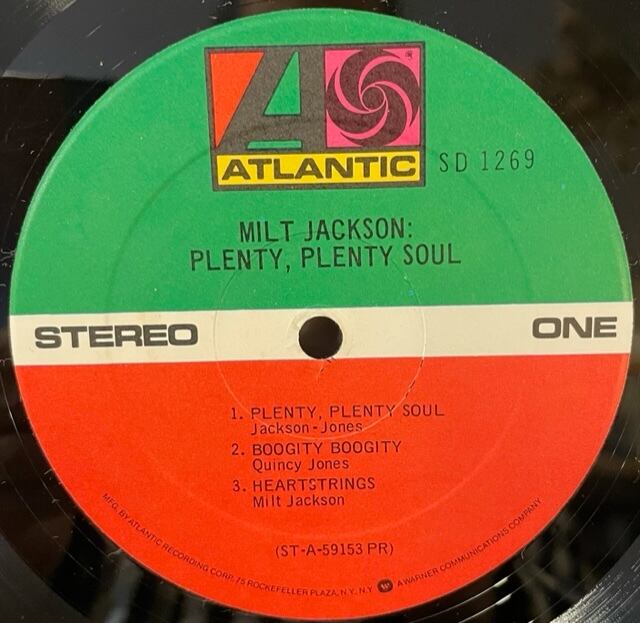 ATLANTIC
SD 1269
MILT JACKSON:
PLENTY, PLENTY SOUL
STEREO
ONE
1. PLENTY, PLENTY SOUL
Jackson-Jones
2. BOOGITY BOOGITY
Quincy Jones
3. HEARTSTRINGS
Milt Jackson
(ST-A-59153 PR)
MFG. BY ATLANTIC RECORDING CORP. 75 ROCKEFELLER PLAZA, N.Y., N.Y. A WARNER COMMUNICATIONS COMPANY